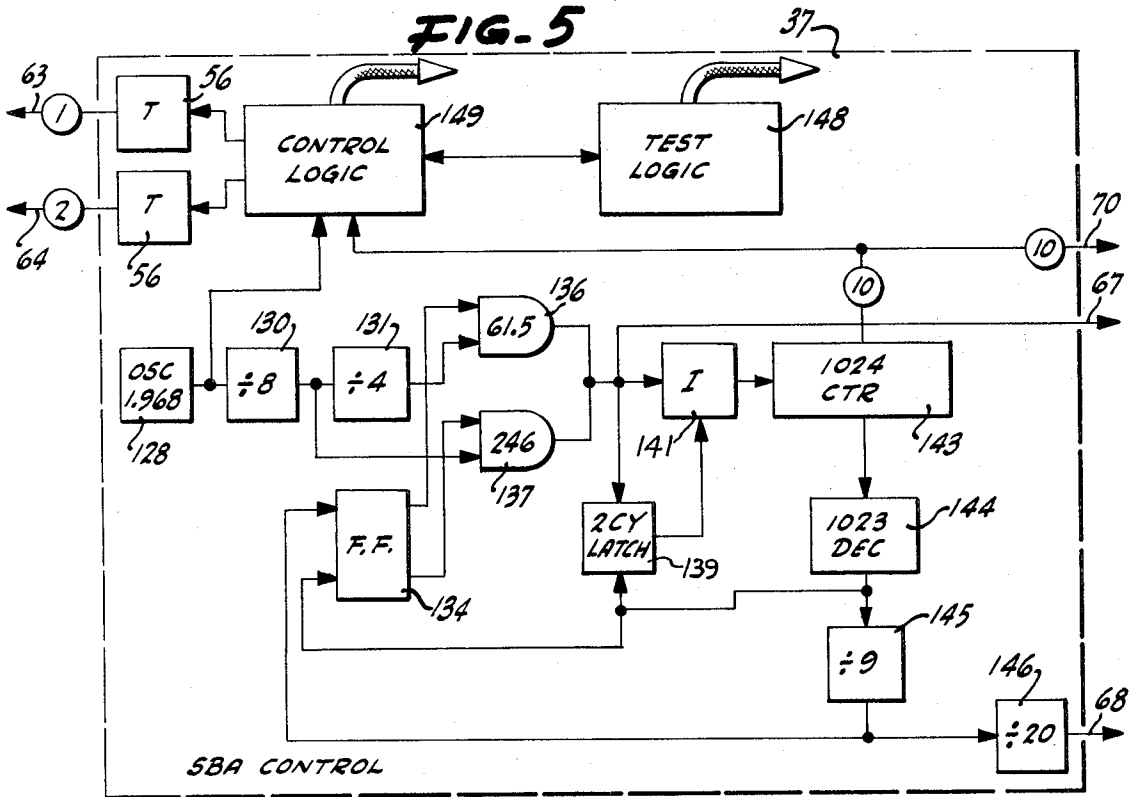 FIG-5
37
63
1
T
56
CONTROL
LOGIC
149
TEST
LOGIC
148
2
T
64
56
10
70
10
67
OSC
1.968
128
130
÷8
131
÷4
136
61.5
246
137
I
141
1024
CTR
143
F.F.
134
2CY
LATCH
139
1023
DEC
144
145
÷9
146
÷20
68
SBA CONTROL